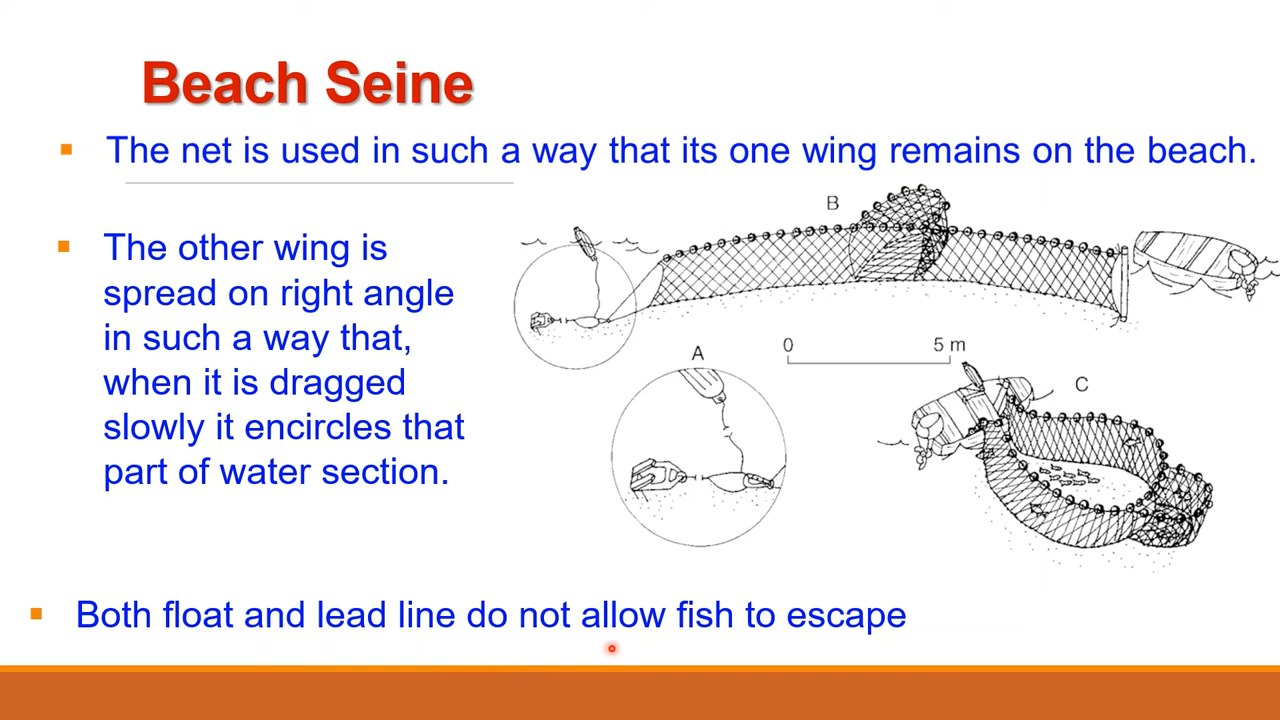 Beach Seine
The net is used in such a way that its one wing remains on the beach.
The other wing is
spread on right angle
in such a way that,
when it is dragged
slowly it encircles that
part of water section.
B
A
0 5 m
C
Both float and lead line do not allow fish to escape